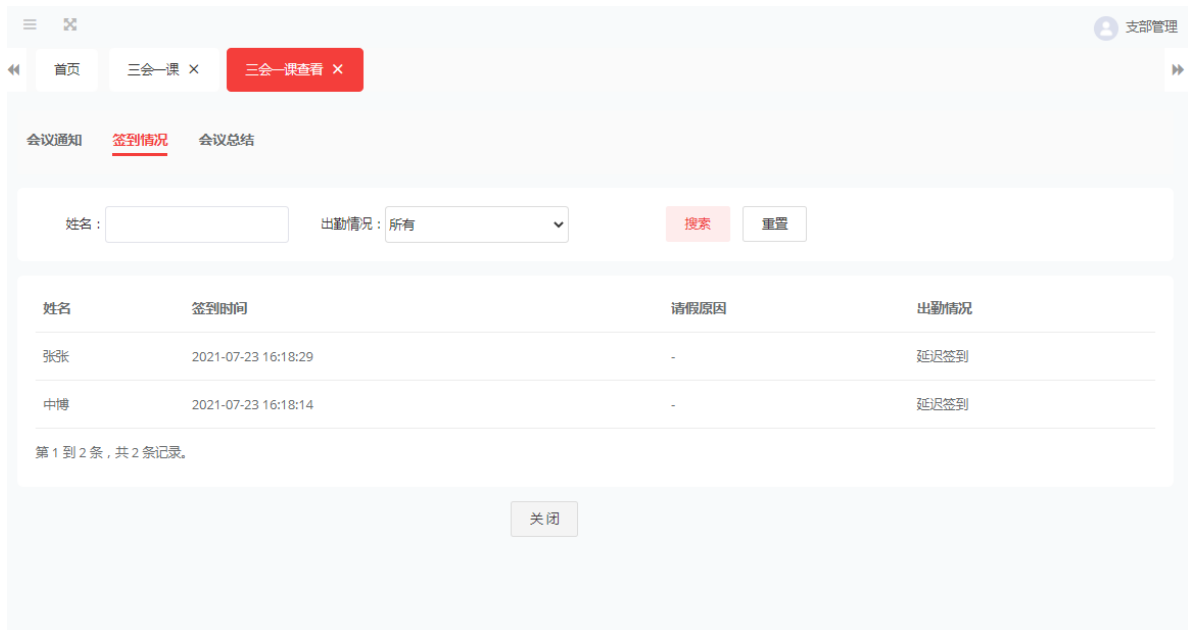 支部管理
首页 三会一课 × 三会一课查看 ×
会议通知 签到情况 会议总结
姓名： 出勤情况：所有 搜索 重置
姓名 签到时间 请假原因 出勤情况
张张 2021-07-23 16:18:29 - 延迟签到
中博 2021-07-23 16:18:14 - 延迟签到
第 1 到 2 条，共 2 条记录。
关 闭